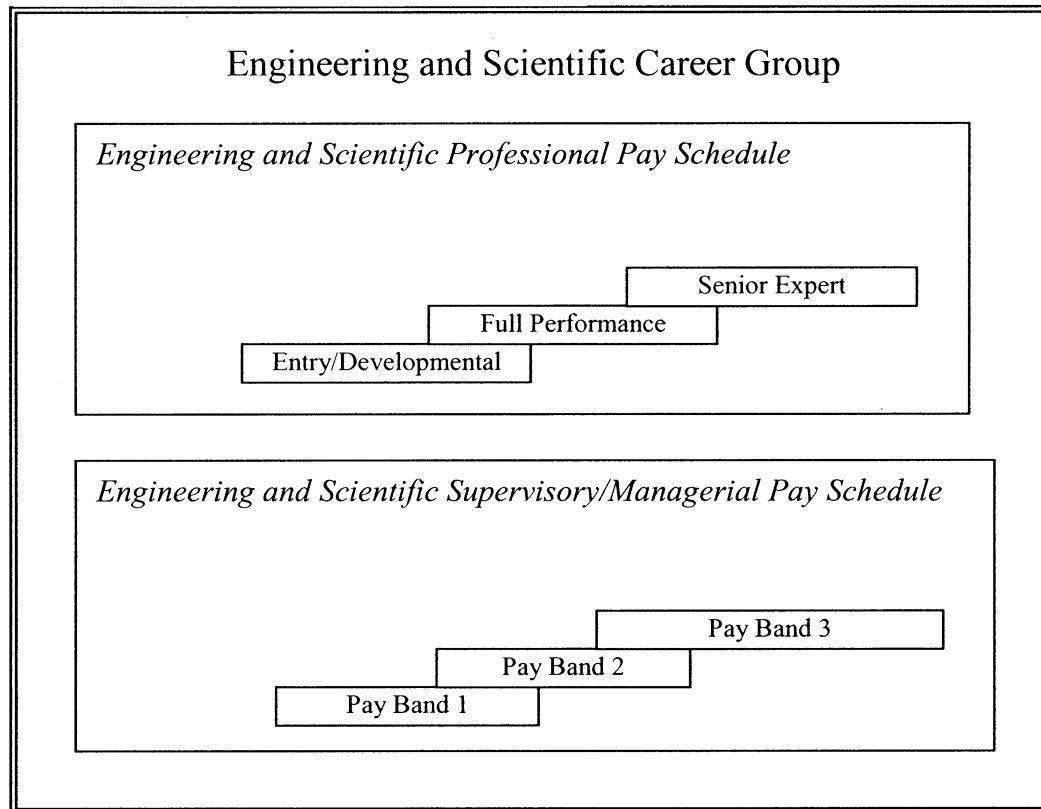 Engineering and Scientific Career Group
Engineering and Scientific Professional Pay Schedule
Senior Expert
Full Performance
Entry/Developmental
Engineering and Scientific Supervisory/Managerial Pay Schedule
Pay Band 3
Pay Band 2
Pay Band 1